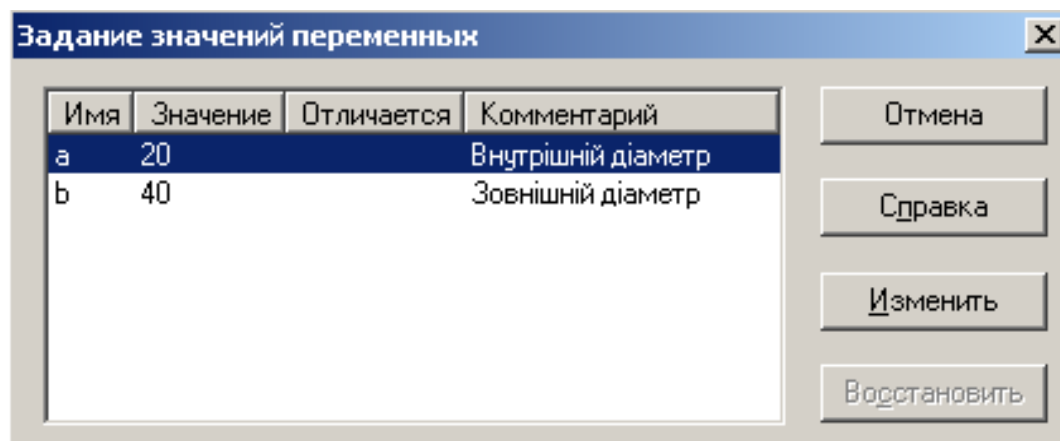 Задание значений переменных
Имя Значение Отличается Комментарий
a 20 Внутрішній діаметр
b 40 Зовнішній діаметр
Отмена
Справка
Изменить
Восстановить